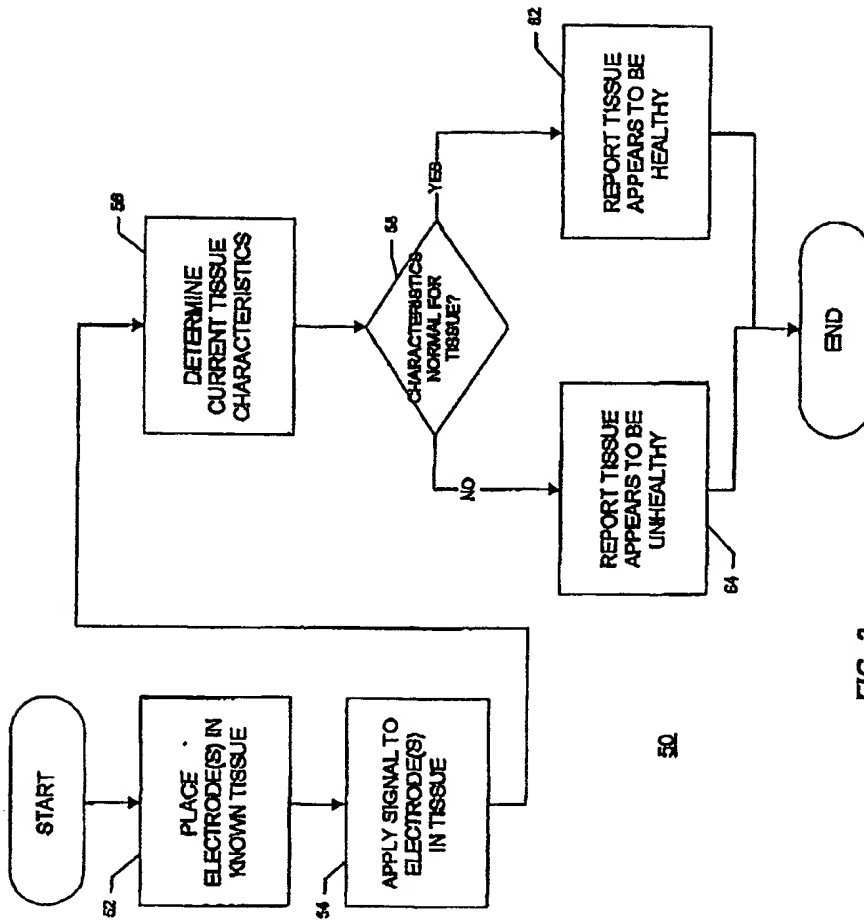 START
52
PLACE
ELECTRODE(S) IN
KNOWN TISSUE
54
APPLY SIGNAL TO
ELECTRODE(S)
IN TISSUE
DETERMINE
CURRENT TISSUE
CHARACTERISTICS
CHARACTERISTICS
NORMAL FOR
TISSUE?
NO
YES
REPORT TISSUE
APPEARS TO BE
UNHEALTHY
64
62
REPORT TISSUE
APPEARS TO BE
HEALTHY
END
50
FIG.